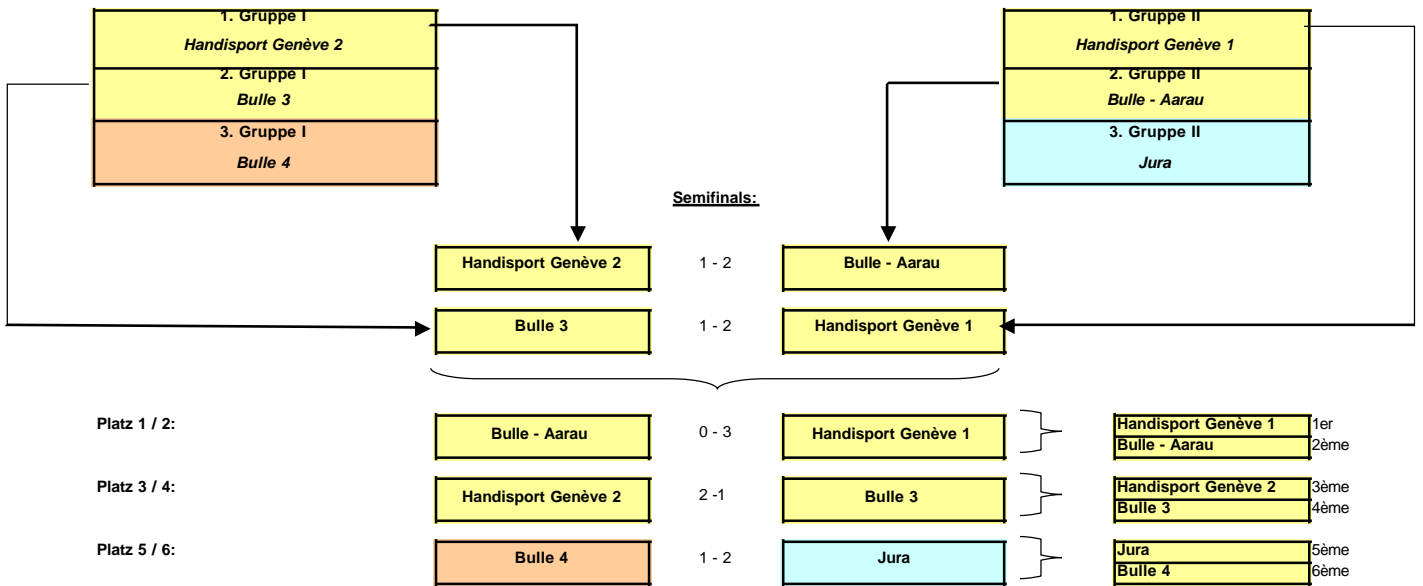 1. Gruppe I
Handisport Genève 2
2. Gruppe I
Bulle 3
3. Gruppe I
Bulle 4
1. Gruppe II
Handisport Genève 1
2. Gruppe II
Bulle - Aarau
3. Gruppe II
Jura
Semifinals:
Handisport Genève 2 1 - 2 Bulle - Aarau
Bulle 3 1 - 2 Handisport Genève 1
Platz 1 / 2: Bulle - Aarau 0 - 3 Handisport Genève 1
Handisport Genève 1 1er
Bulle - Aarau 2ème
Platz 3 / 4: Handisport Genève 2 2 -1 Bulle 3
Handisport Genève 2 3ème
Bulle 3 4ème
Platz 5 / 6: Bulle 4 1 - 2 Jura
Jura 5ème
Bulle 4 6ème